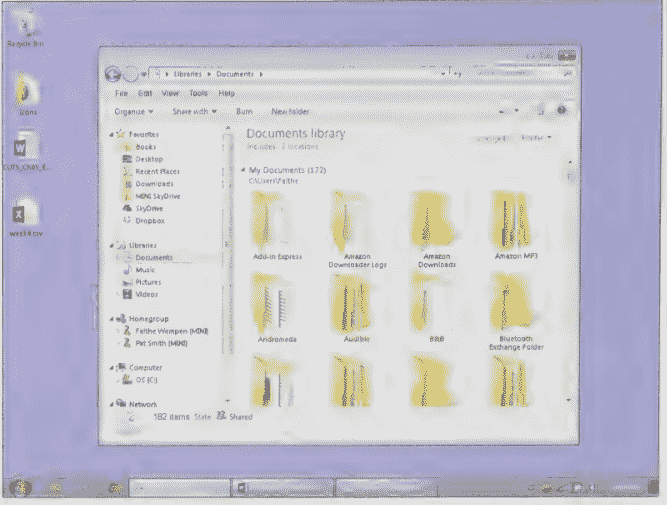 Recycle Bin
Icons
week4.csv
Libraries
Documents
File Edit View Tools Help
Organize
Share with
Burn
New folder
Favorites
Books
Desktop
Recent Places
Downloads
MINI SkyDrive
SkyDrive
Dropbox
Libraries
Documents
Music
Pictures
Videos
Homegroup
Faithe Wempen (MINI)
Pat Smith (MINI)
Computer
OS (C:)
Network
Documents library
Includes: 2 locations
My Documents (172)
C:\Users\Faithe
Add-in Express
Amazon Downloader Logs
Amazon Downloads
Amazon MP3
Andromeda
Audible
B&B
Bluetooth Exchange Folder
182 items State: Shared